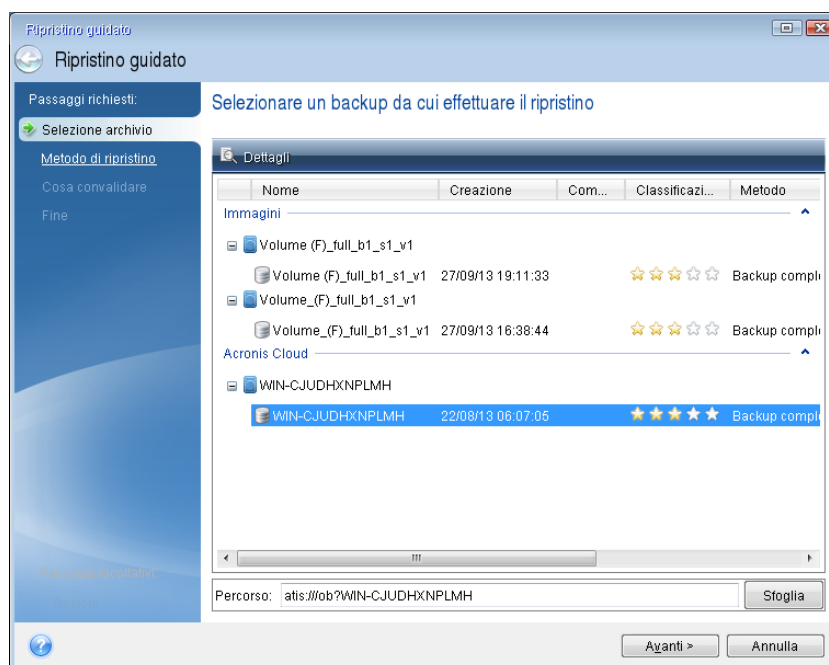 Ripristino guidato
Ripristino guidato
Passaggi richiesti:
Selezione archivio
Metodo di ripristino
Cosa convalidare
Fine
Selezionare un backup da cui effettuare il ripristino
Dettagli
Nome Creazione Com... Classificazi... Metodo
Immagini
Volume (F)_full_b1_s1_v1
Volume (F)_full_b1_s1_v1 27/09/13 19:11:33 Backup compl
Volume_(F)_full_b1_s1_v1
Volume_(F)_full_b1_s1_v1 27/09/13 16:38:44 Backup compl
Acronis Cloud
WIN-CJUDHXNPLMH
WIN-CJUDHXNPLMH 22/08/13 06:07:05 Backup compl
Percorso: atis:///ob?WIN-CJUDHXNPLMH Sfoglia
Avanti > Annulla